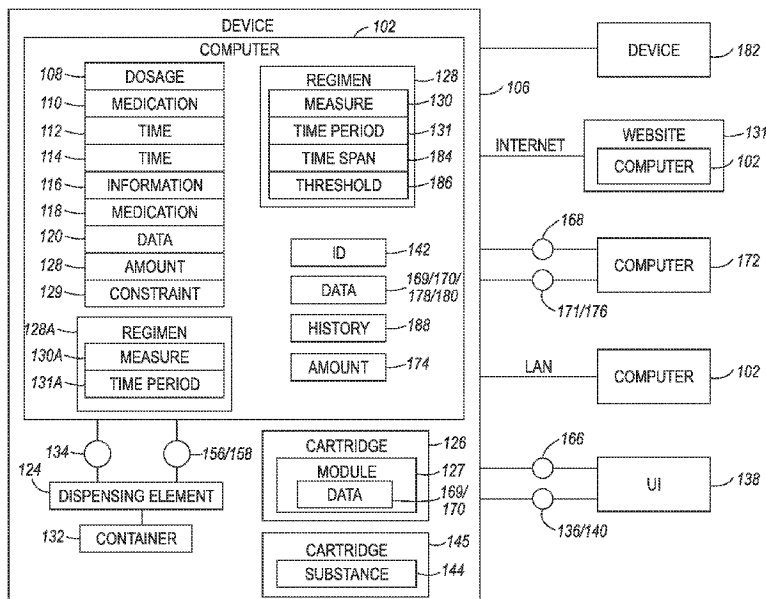 DEVICE
102
COMPUTER
108 DOSAGE
110 MEDICATION
112 TIME
114 TIME
116 INFORMATION
118 MEDICATION
120 DATA
128 AMOUNT
129 CONSTRAINT
REGIMEN 128
MEASURE 130
TIME PERIOD 131
TIME SPAN 184
THRESHOLD 186
ID 142
DATA 169/170/
178/180
HISTORY 188
AMOUNT 174
128A REGIMEN
130A MEASURE
131A TIME PERIOD
134
156/158
124 DISPENSING ELEMENT
132 CONTAINER
CARTRIDGE 126
MODULE 127
DATA 169/
170
CARTRIDGE 145
SUBSTANCE 144
106
DEVICE 182
INTERNET
WEBSITE 131
COMPUTER 102
168
171/176
COMPUTER 172
LAN
COMPUTER 102
166
136/140
UI 138